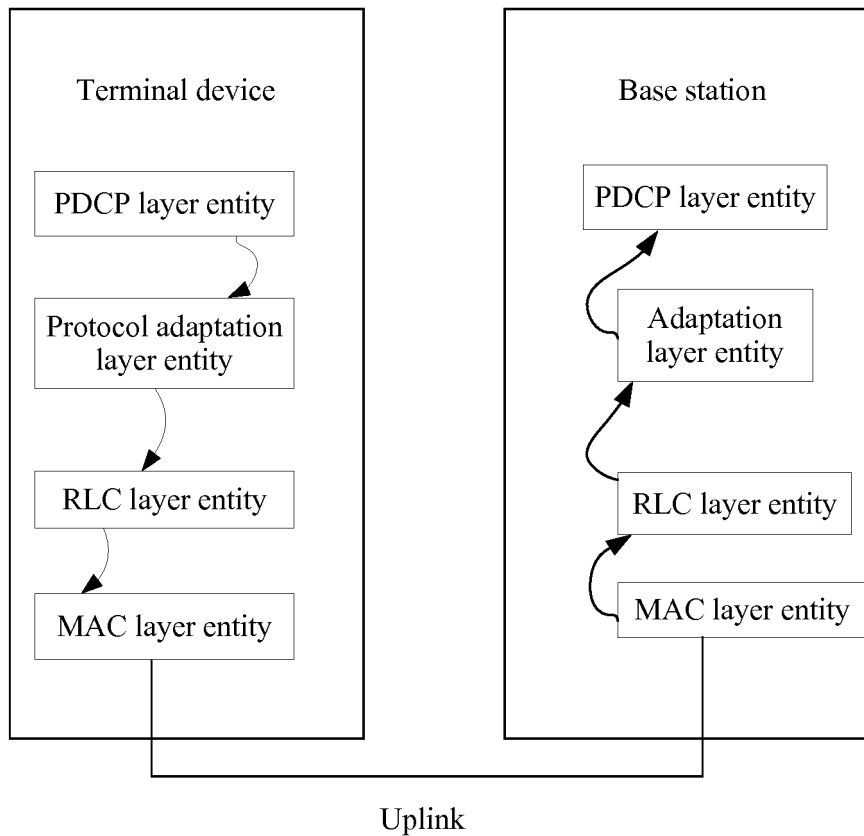 Terminal device
PDCP layer entity
Protocol adaptation
layer entity
RLC layer entity
MAC layer entity
Base station
PDCP layer entity
Adaptation
layer entity
RLC layer entity
MAC layer entity
Uplink